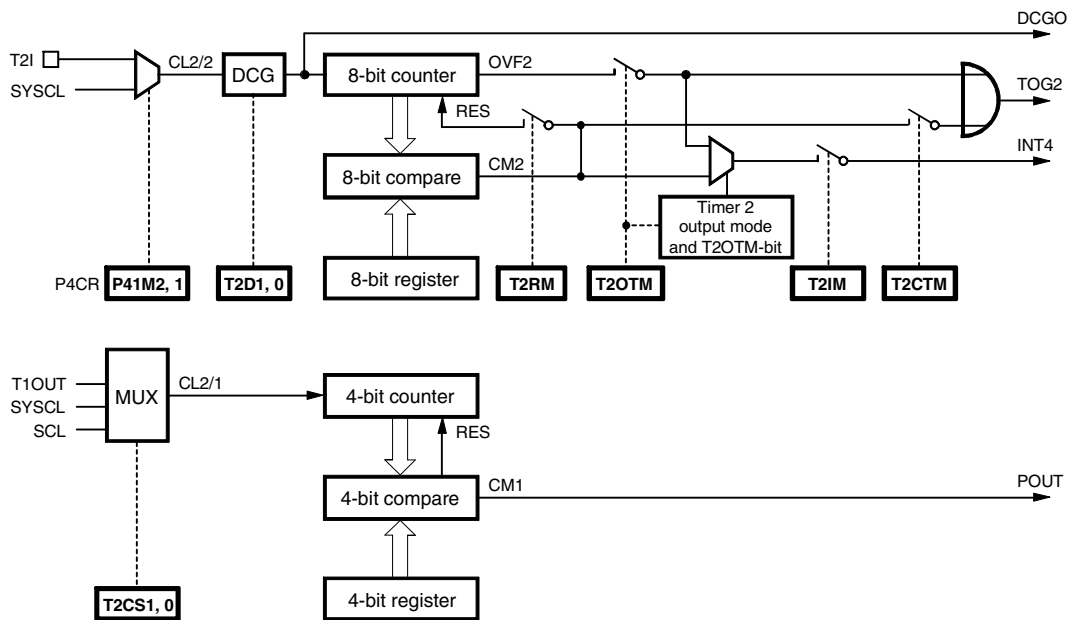 DCGO
T2I
CL2/2
DCG
8-bit counter
OVF2
TOG2
SYSCL
RES
INT4
8-bit compare
CM2
Timer 2
output mode
and T2OTM-bit
P4CR
P41M2, 1
T2D1, 0
8-bit register
T2RM
T2OTM
T2IM
T2CTM
T1OUT
SYSCL
SCL
MUX
CL2/1
4-bit counter
RES
4-bit compare
CM1
POUT
T2CS1, 0
4-bit register